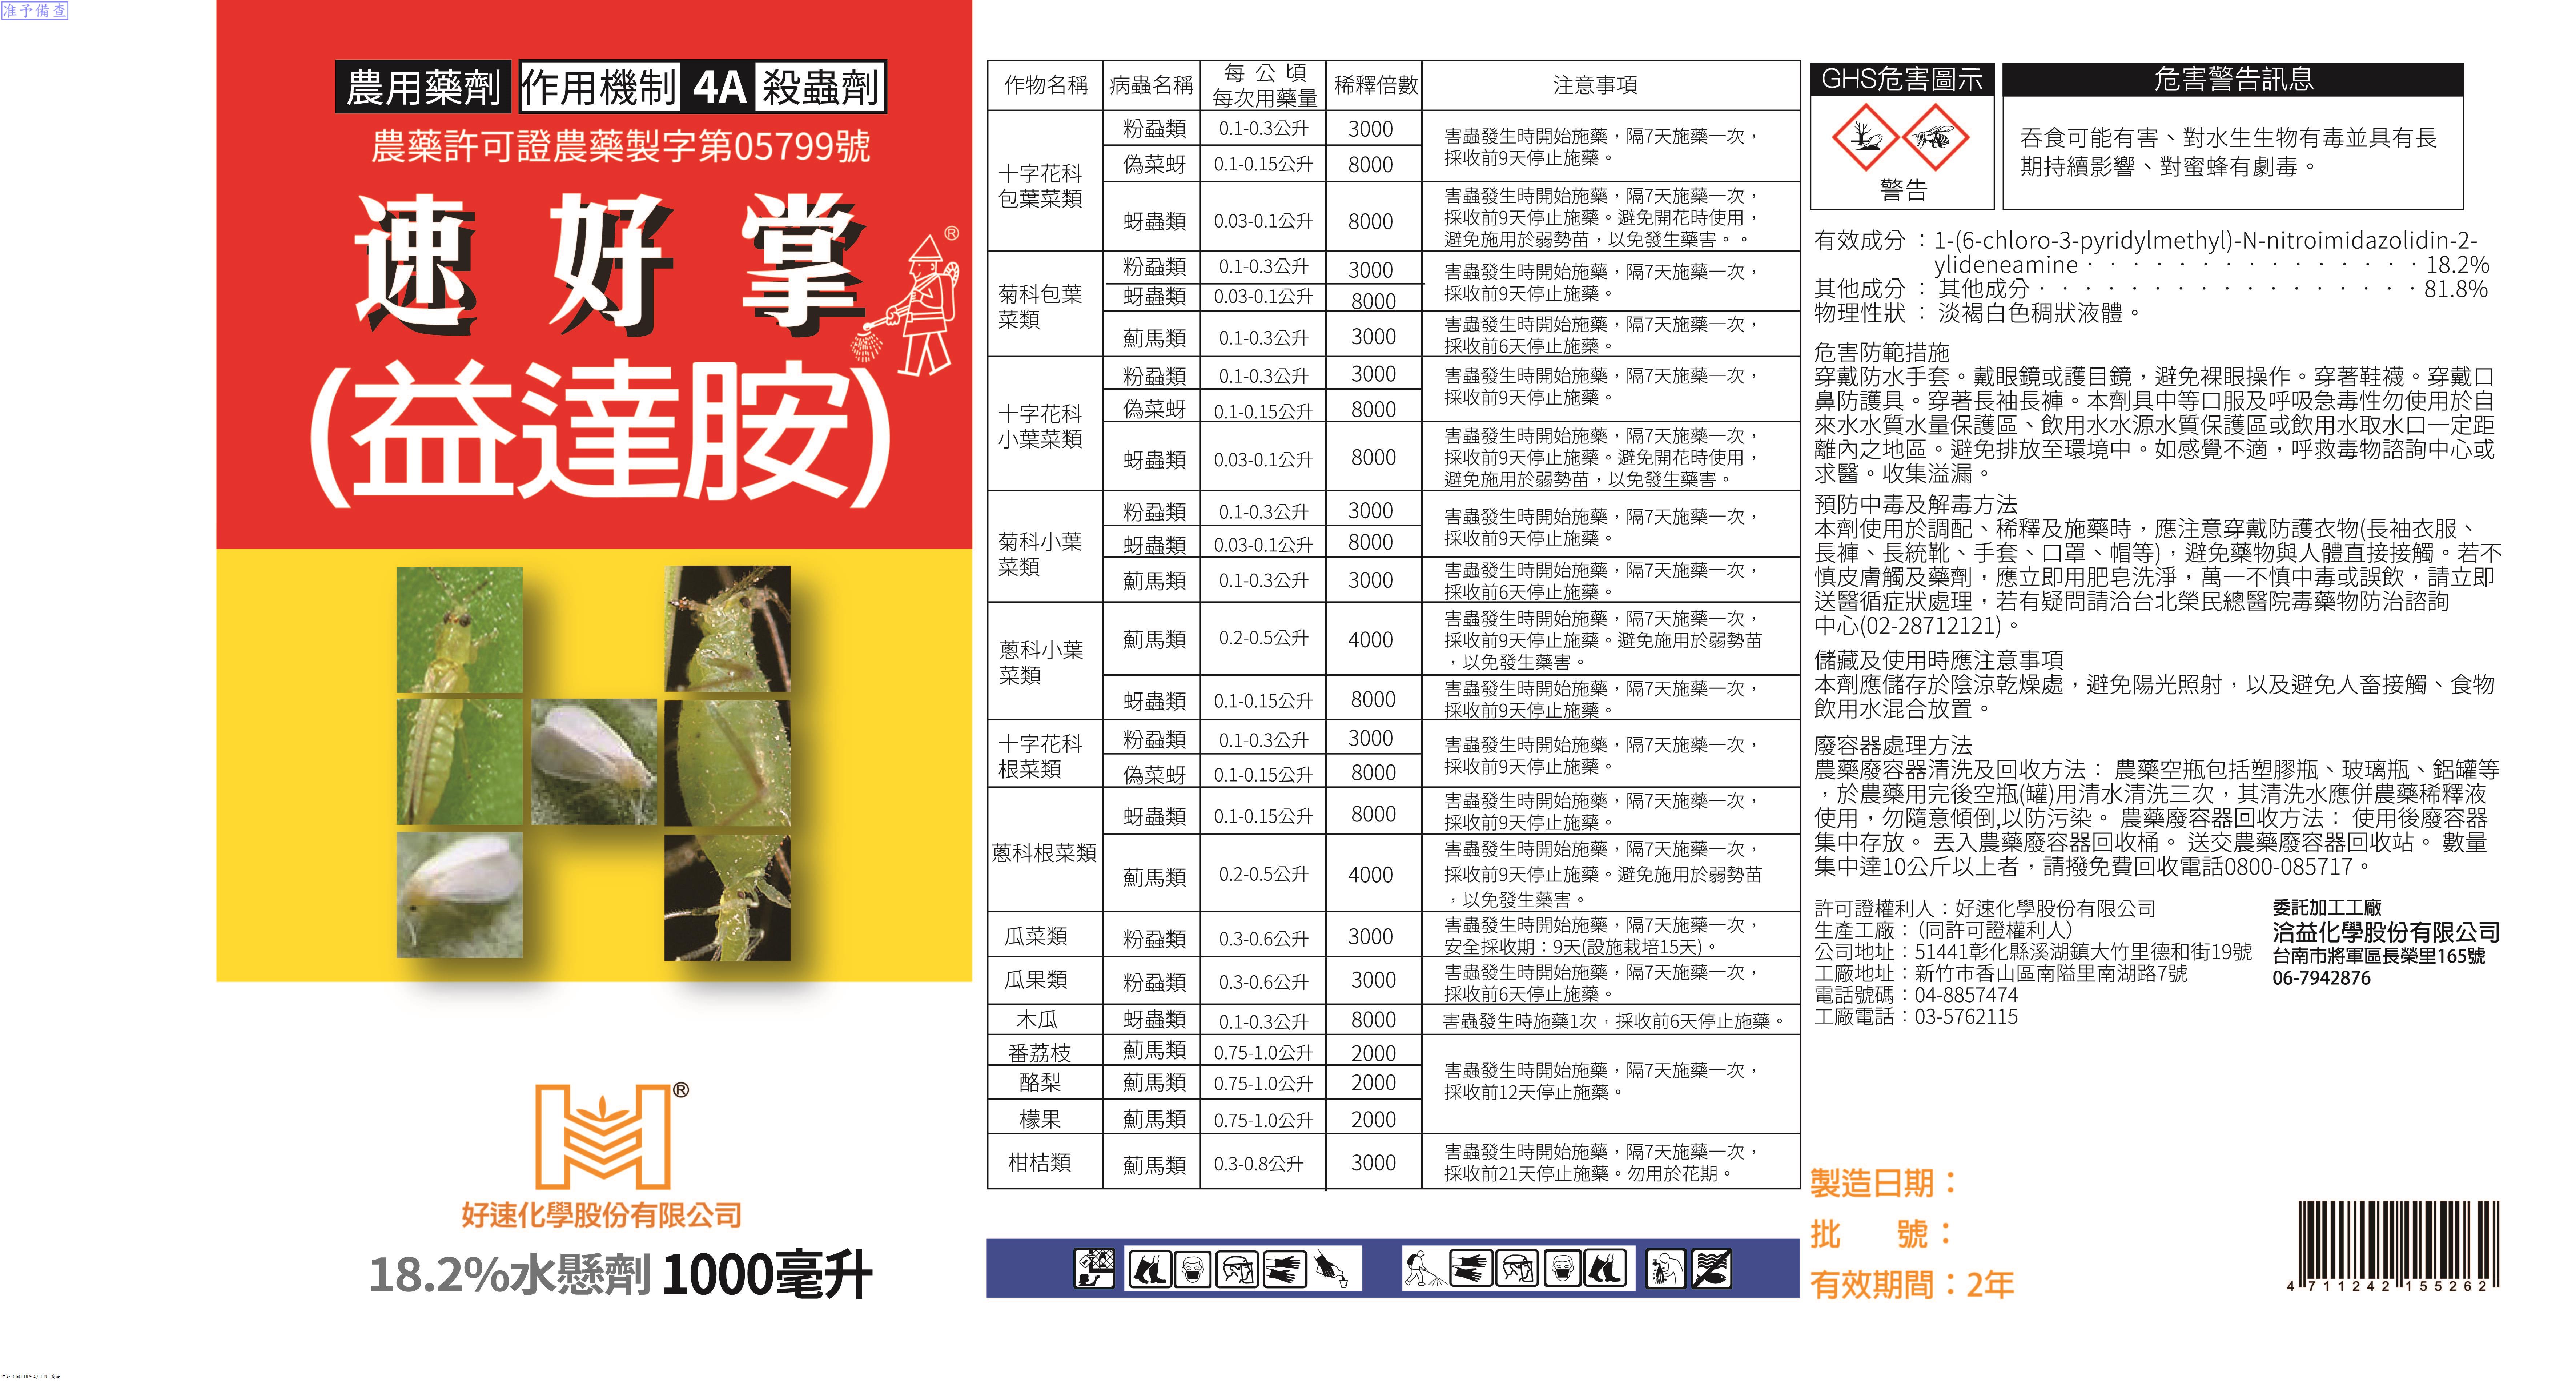 准予備查
農用藥劑 作用機制 4A 殺蟲劑
農藥許可證農藥製字第05799號
速好掌
®
(益達胺)
®
好速化學股份有限公司
18.2%水懸劑 1000毫升
作物名稱 病蟲名稱 每公頃每次用藥量 稀釋倍數 注意事項
十字花科
包葉菜類
粉蝨類 0.1-0.3公升 3000
偽菜蚜 0.1-0.15公升 8000
害蟲發生時開始施藥，隔7天施藥一次，
採收前9天停止施藥。
蚜蟲類 0.03-0.1公升 8000
害蟲發生時開始施藥，隔7天施藥一次，
採收前9天停止施藥。避免開花時使用，
避免施用於弱勢苗，以免發生藥害。。
菊科包葉
菜類
粉蝨類 0.1-0.3公升 3000
蚜蟲類 0.03-0.1公升 8000
害蟲發生時開始施藥，隔7天施藥一次，
採收前9天停止施藥。
薊馬類 0.1-0.3公升 3000
害蟲發生時開始施藥，隔7天施藥一次，
採收前6天停止施藥。
十字花科
小葉菜類
粉蝨類 0.1-0.3公升 3000
偽菜蚜 0.1-0.15公升 8000
害蟲發生時開始施藥，隔7天施藥一次，
採收前9天停止施藥。
蚜蟲類 0.03-0.1公升 8000
害蟲發生時開始施藥，隔7天施藥一次，
採收前9天停止施藥。避免開花時使用，
避免施用於弱勢苗，以免發生藥害。
菊科小葉
菜類
粉蝨類 0.1-0.3公升 3000
蚜蟲類 0.03-0.1公升 8000
害蟲發生時開始施藥，隔7天施藥一次，
採收前9天停止施藥。
薊馬類 0.1-0.3公升 3000
害蟲發生時開始施藥，隔7天施藥一次，
採收前6天停止施藥。
蔥科小葉
菜類
薊馬類 0.2-0.5公升 4000
害蟲發生時開始施藥，隔7天施藥一次，
採收前9天停止施藥。避免施用於弱勢苗
，以免發生藥害。
蚜蟲類 0.1-0.15公升 8000
害蟲發生時開始施藥，隔7天施藥一次，
採收前9天停止施藥。
十字花科
根菜類
粉蝨類 0.1-0.3公升 3000
偽菜蚜 0.1-0.15公升 8000
害蟲發生時開始施藥，隔7天施藥一次，
採收前9天停止施藥。
蔥科根菜類
蚜蟲類 0.1-0.15公升 8000
害蟲發生時開始施藥，隔7天施藥一次，
採收前9天停止施藥。
薊馬類 0.2-0.5公升 4000
害蟲發生時開始施藥，隔7天施藥一次，
採收前9天停止施藥。避免施用於弱勢苗
，以免發生藥害。
瓜菜類 粉蝨類 0.3-0.6公升 3000
害蟲發生時開始施藥，隔7天施藥一次，
安全採收期：9天(設施栽培15天)。
瓜果類 粉蝨類 0.3-0.6公升 3000
害蟲發生時開始施藥，隔7天施藥一次，
採收前6天停止施藥。
木瓜 蚜蟲類 0.1-0.3公升 8000 害蟲發生時施藥1次，採收前6天停止施藥。
番荔枝 薊馬類 0.75-1.0公升 2000
酪梨 薊馬類 0.75-1.0公升 2000
檬果 薊馬類 0.75-1.0公升 2000
害蟲發生時開始施藥，隔7天施藥一次，
採收前12天停止施藥。
柑桔類 薊馬類 0.3-0.8公升 3000
害蟲發生時開始施藥，隔7天施藥一次，
採收前21天停止施藥。勿用於花期。
GHS危害圖示
警告
危害警告訊息
吞食可能有害、對水生生物有毒並具有長
期持續影響、對蜜蜂有劇毒。
有效成分：1-(6-chloro-3-pyridylmethyl)-N-nitroimidazolidin-2-
ylideneamine．．．．．．．．．．．．．．．18.2%
其他成分：其他成分．．．．．．．．．．．．．．．．．81.8%
物理性狀：淡褐白色稠狀液體。
危害防範措施
穿戴防水手套。戴眼鏡或護目鏡，避免裸眼操作。穿著鞋襪。穿戴口
鼻防護具。穿著長袖長褲。本劑具中等口服及呼吸急毒性勿使用於自
來水水質水量保護區、飲用水水源水質保護區或飲用水取水口一定距
離內之地區。避免排放至環境中。如感覺不適，呼救毒物諮詢中心或
求醫。收集溢漏。
預防中毒及解毒方法
本劑使用於調配、稀釋及施藥時，應注意穿戴防護衣物(長袖衣服、
長褲、長統靴、手套、口罩、帽等)，避免藥物與人體直接接觸。若不
慎皮膚觸及藥劑，應立即用肥皂洗淨，萬一不慎中毒或誤飲，請立即
送醫循症狀處理，若有疑問請洽台北榮民總醫院毒藥物防治諮詢
中心(02-28712121)。
儲藏及使用時應注意事項
本劑應儲存於陰涼乾燥處，避免陽光照射，以及避免人畜接觸、食物
飲用水混合放置。
廢容器處理方法
農藥廢容器清洗及回收方法： 農藥空瓶包括塑膠瓶、玻璃瓶、鋁罐等
，於農藥用完後空瓶(罐)用清水清洗三次，其清洗水應併農藥稀釋液
使用，勿隨意傾倒,以防污染。 農藥廢容器回收方法： 使用後廢容器
集中存放。 丟入農藥廢容器回收桶。 送交農藥廢容器回收站。 數量
集中達10公斤以上者，請撥免費回收電話0800-085717。
許可證權利人：好速化學股份有限公司
生產工廠：(同許可證權利人)
公司地址：51441彰化縣溪湖鎮大竹里德和街19號
工廠地址：新竹市香山區南隘里南湖路7號
電話號碼：04-8857474
工廠電話：03-5762115
委託加工工廠
洽益化學股份有限公司
台南市將軍區長榮里165號
06-7942876
製造日期：
批　號：
有效期間：2年
4 711242 155262